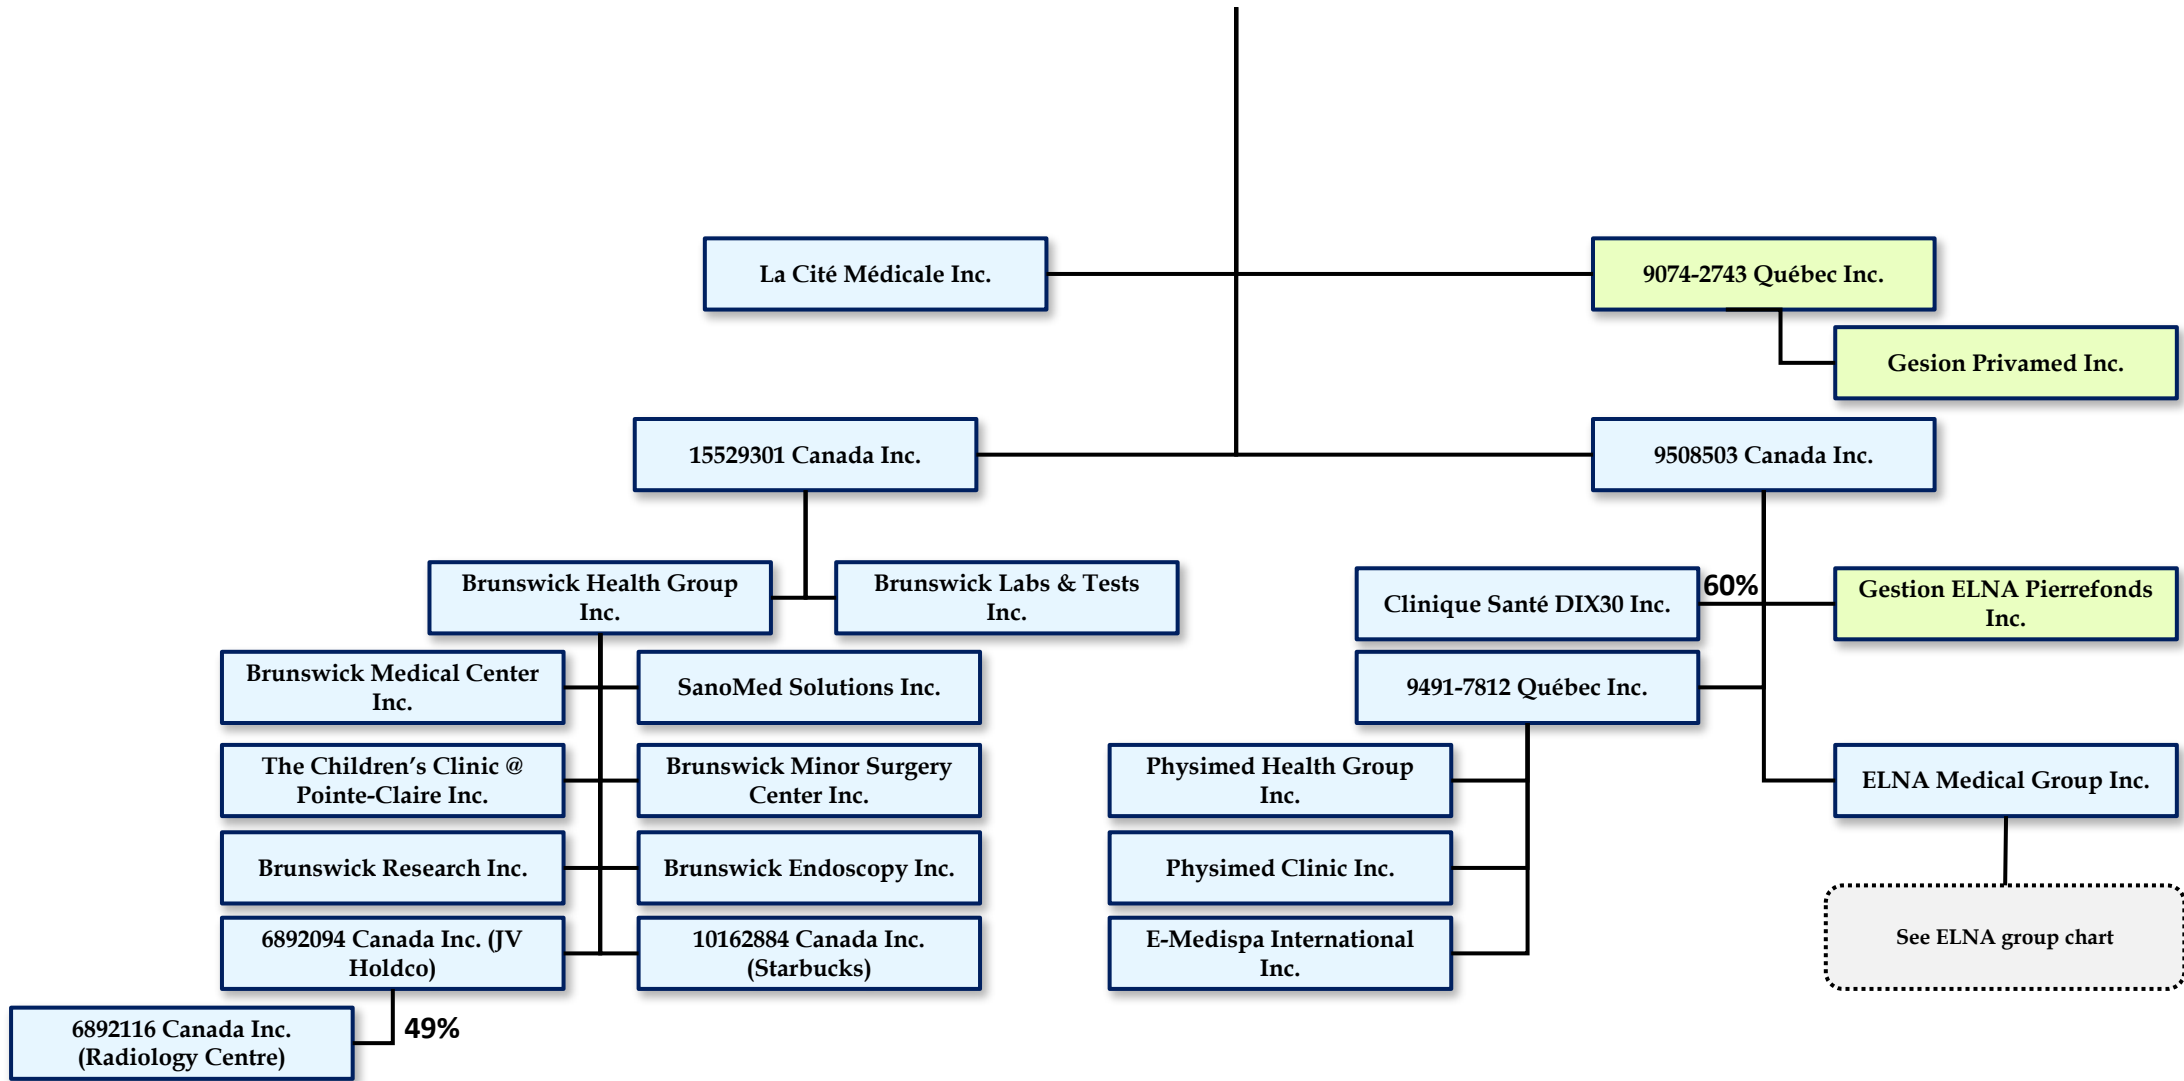 La Cité Médicale Inc.
9074-2743 Québec Inc.
Gesion Privamed Inc.
15529301 Canada Inc.
9508503 Canada Inc.
Brunswick Health Group
Inc.
Brunswick Labs & Tests
Inc.
Clinique Santé DIX30 Inc.
60%
Gestion ELNA Pierrefonds
Inc.
Brunswick Medical Center
Inc.
SanoMed Solutions Inc.
9491-7812 Québec Inc.
The Children’s Clinic @
Pointe-Claire Inc.
Brunswick Minor Surgery
Center Inc.
Physimed Health Group
Inc.
ELNA Medical Group Inc.
Brunswick Research Inc.
Brunswick Endoscopy Inc.
Physimed Clinic Inc.
See ELNA group chart
6892094 Canada Inc. (JV
Holdco)
10162884 Canada Inc.
(Starbucks)
E-Medispa International
Inc.
6892116 Canada Inc.
(Radiology Centre)
49%